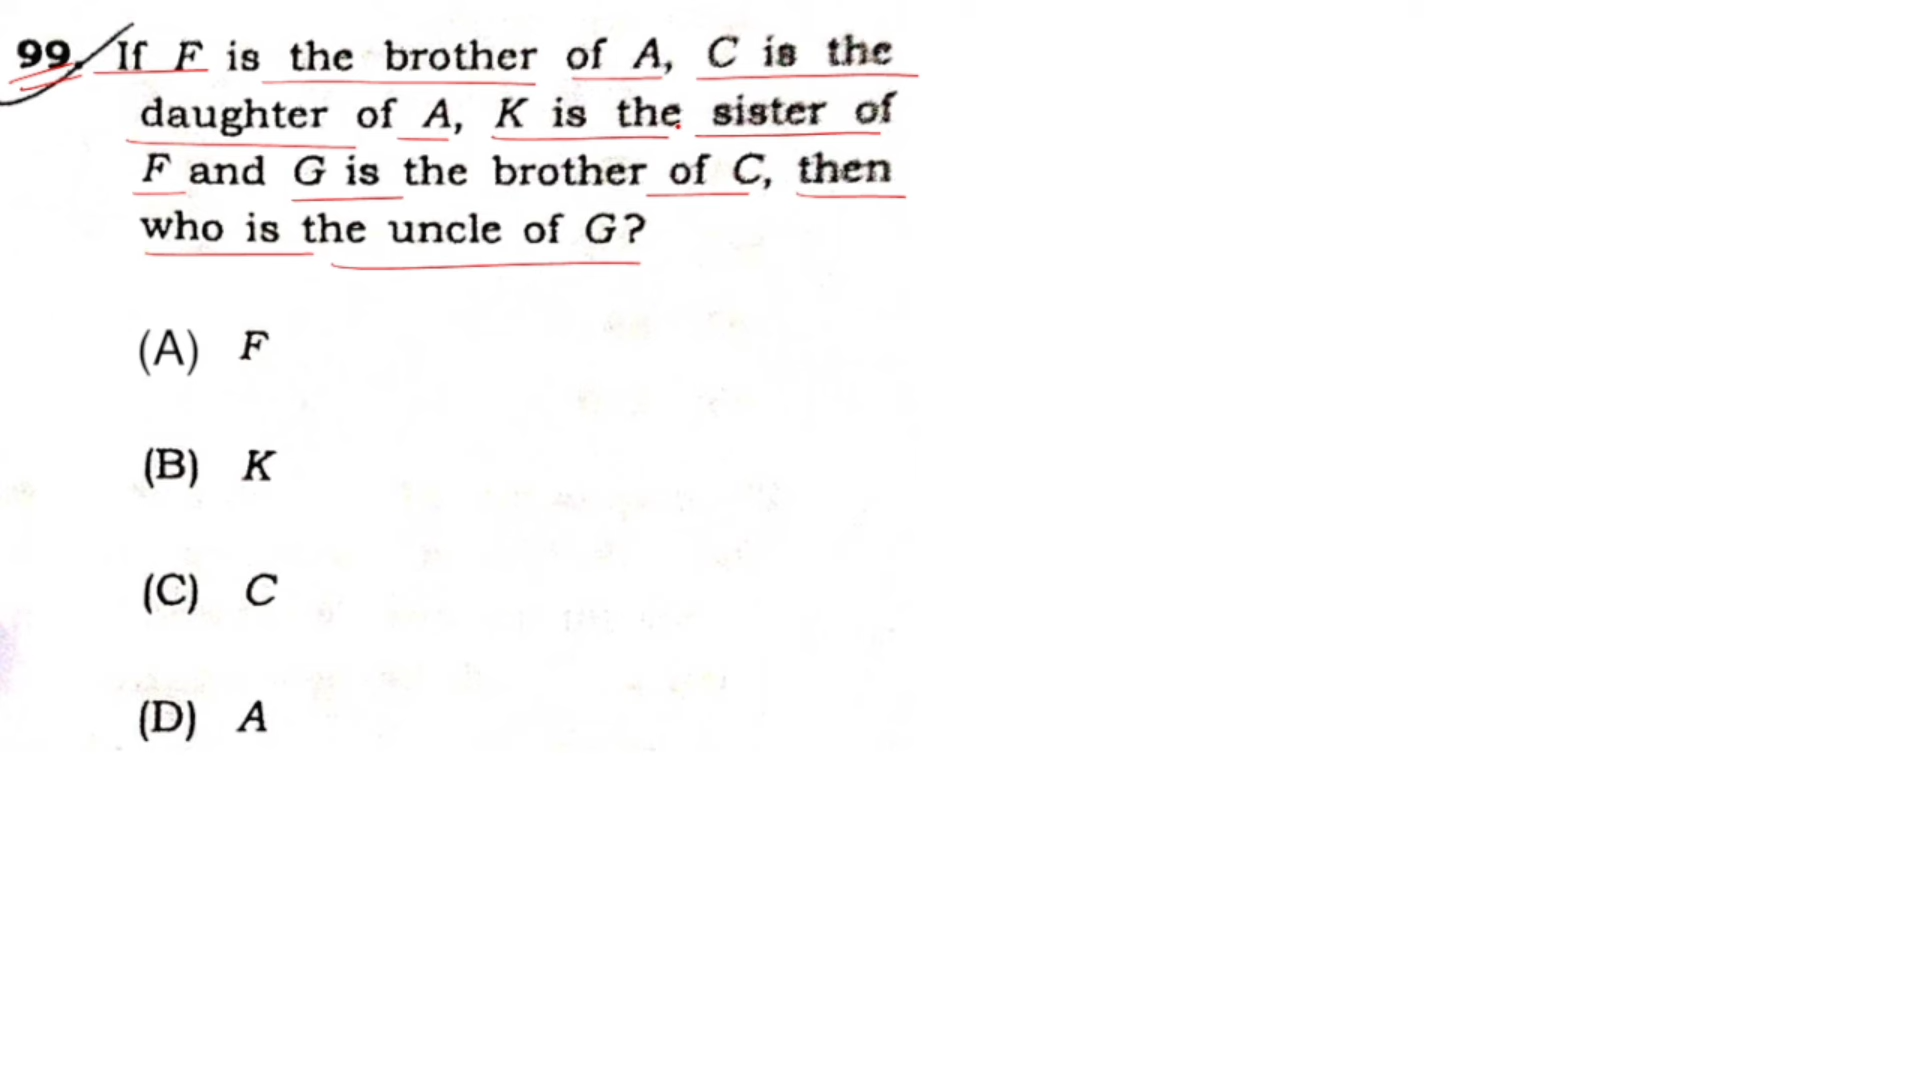 99. If F is the brother of A, C is the
daughter of A, K is the sister of
F and G is the brother of C, then
who is the uncle of G?
(A) F
(B) K
(C) C
(D) A